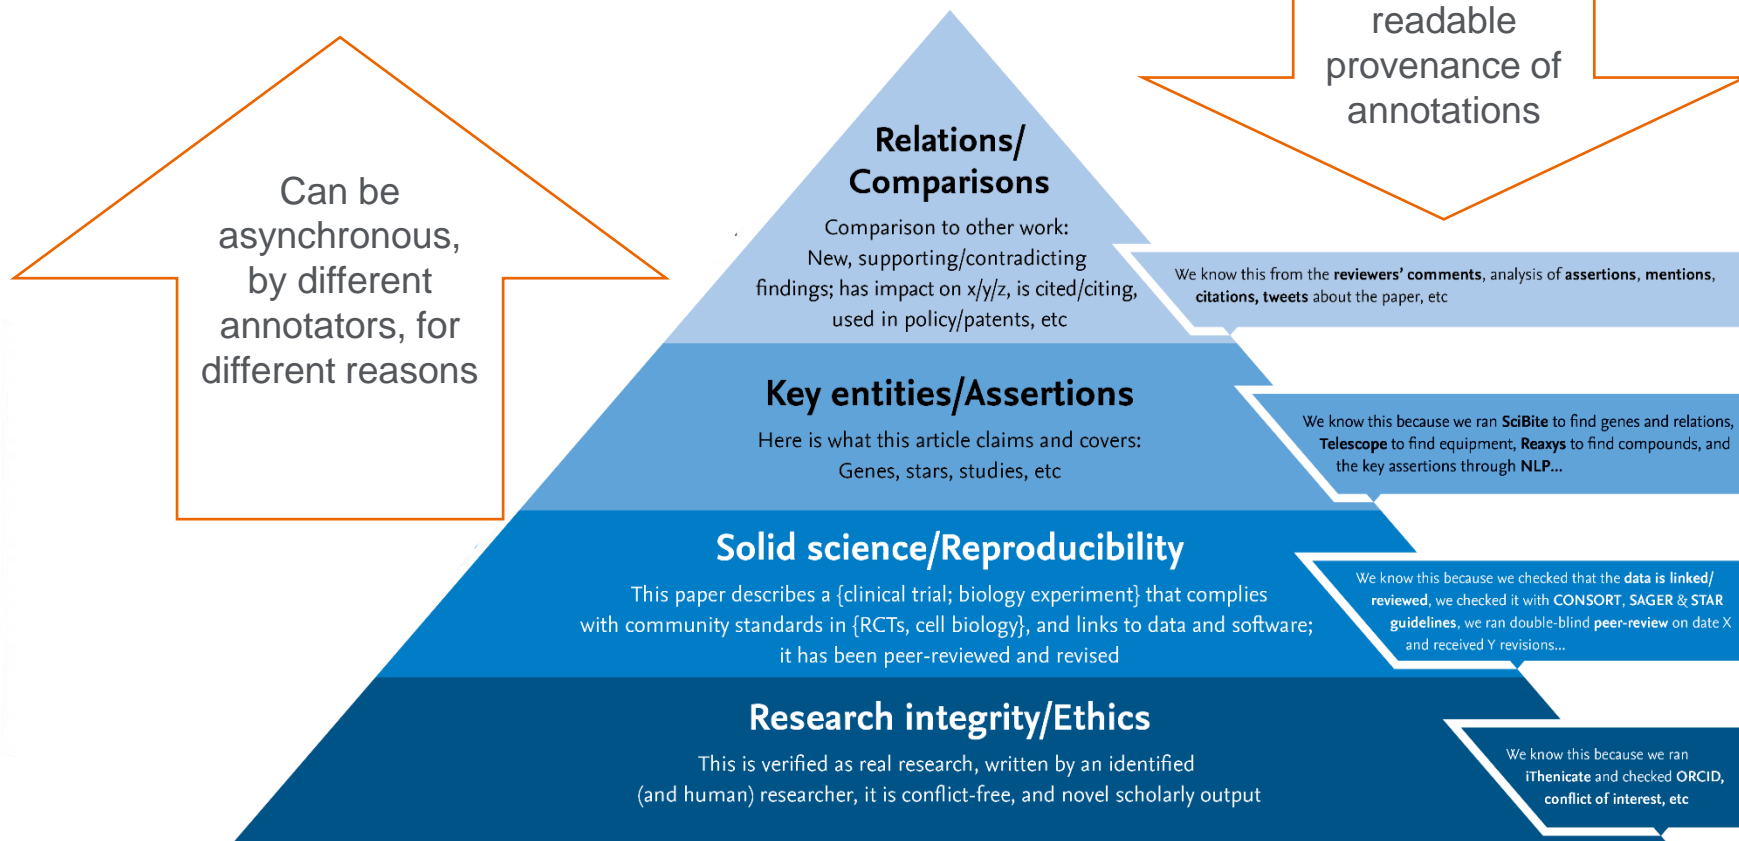 Can be
asynchronous,
by different
annotators, for
different reasons
readable
provenance of
annotations
Relations/
Comparisons
Comparison to other work:
New, supporting/contradicting
findings; has impact on x/y/z, is cited/citing,
used in policy/patents, etc
We know this from the reviewers' comments, analysis of assertions, mentions,
citations, tweets about the paper, etc
Key entities/Assertions
Here is what this article claims and covers:
Genes, stars, studies, etc
We know this because we ran SciBite to find genes and relations,
Telescope to find equipment, Reaxys to find compounds, and
the key assertions through NLP...
Solid science/Reproducibility
This paper describes a {clinical trial; biology experiment} that complies
with community standards in {RCTs, cell biology}, and links to data and software;
it has been peer-reviewed and revised
We know this because we checked that the data is linked/
reviewed, we checked it with CONSORT, SAGER & STAR
guidelines, we ran double-blind peer-review on date X
and received Y revisions...
Research integrity/Ethics
This is verified as real research, written by an identified
(and human) researcher, it is conflict-free, and novel scholarly output
We know this because we ran
iThenicate and checked ORCID,
conflict of interest, etc